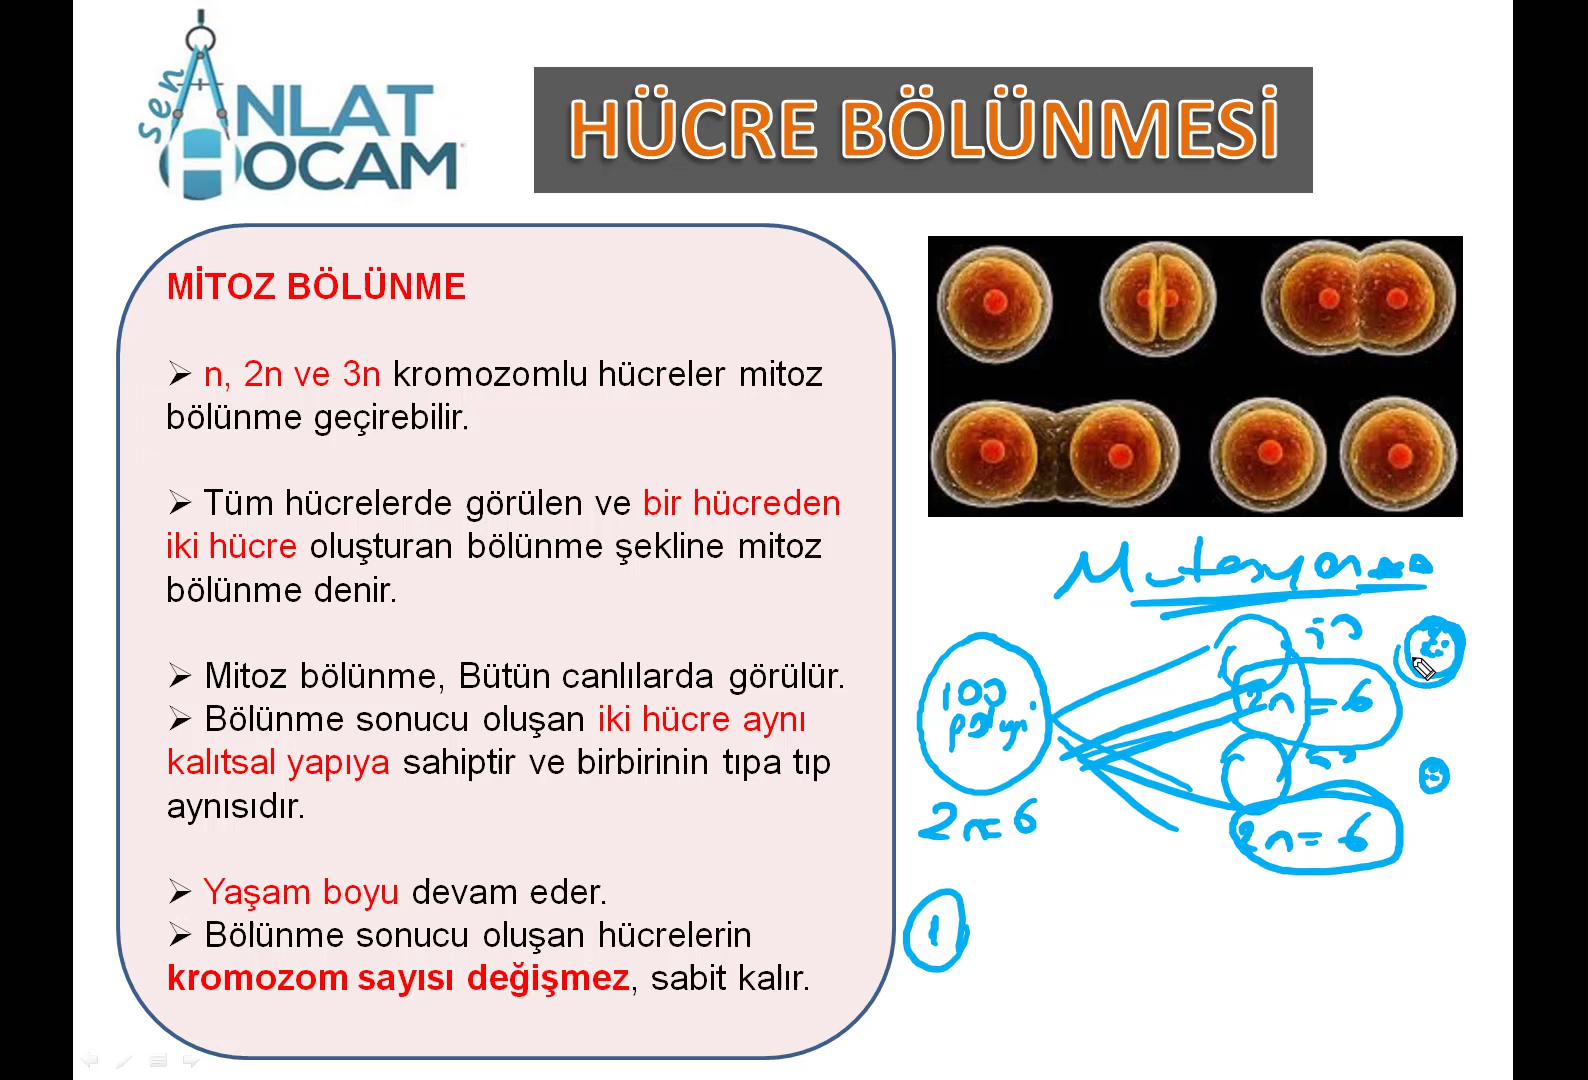 sen
ANLAT
HOCAM
HÜCRE BÖLÜNMESİ
MİTOZ BÖLÜNME
➢ n, 2n ve 3n kromozomlu hücreler mitoz
bölünme geçirebilir.
➢ Tüm hücrelerde görülen ve bir hücreden
iki hücre oluşturan bölünme şekline mitoz
bölünme denir.
➢ Mitoz bölünme, Bütün canlılarda görülür.
➢ Bölünme sonucu oluşan iki hücre aynı
kalıtsal yapıya sahiptir ve birbirinin tıpa tıp
aynısıdır.
➢ Yaşam boyu devam eder.
➢ Bölünme sonucu oluşan hücrelerin
kromozom sayısı değişmez, sabit kalır.
100
2n=6
2n=6
2n=6
1